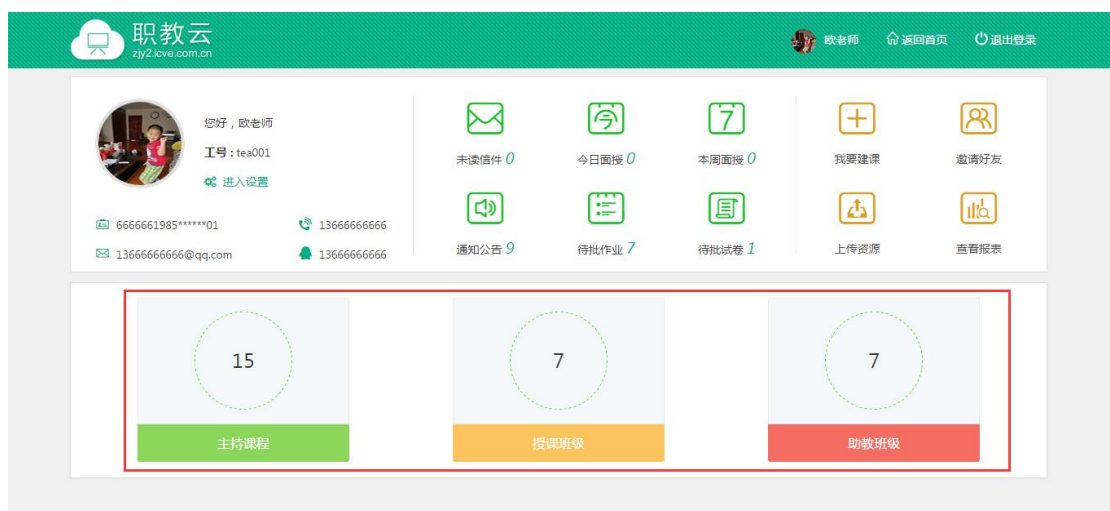 职教云
zjy2.icve.com.cn
欧老师
返回首页
退出登录
您好，欧老师
工号：tea001
进入设置
6666661985******01
13666666666
13666666666@qq.com
13666666666
未读信件 0
今日面授 0
7
本周面授 0
我要建课
邀请好友
通知公告 9
待批作业 7
待批试卷 1
上传资源
查看报表
15
主持课程
7
授课班级
7
助教班级